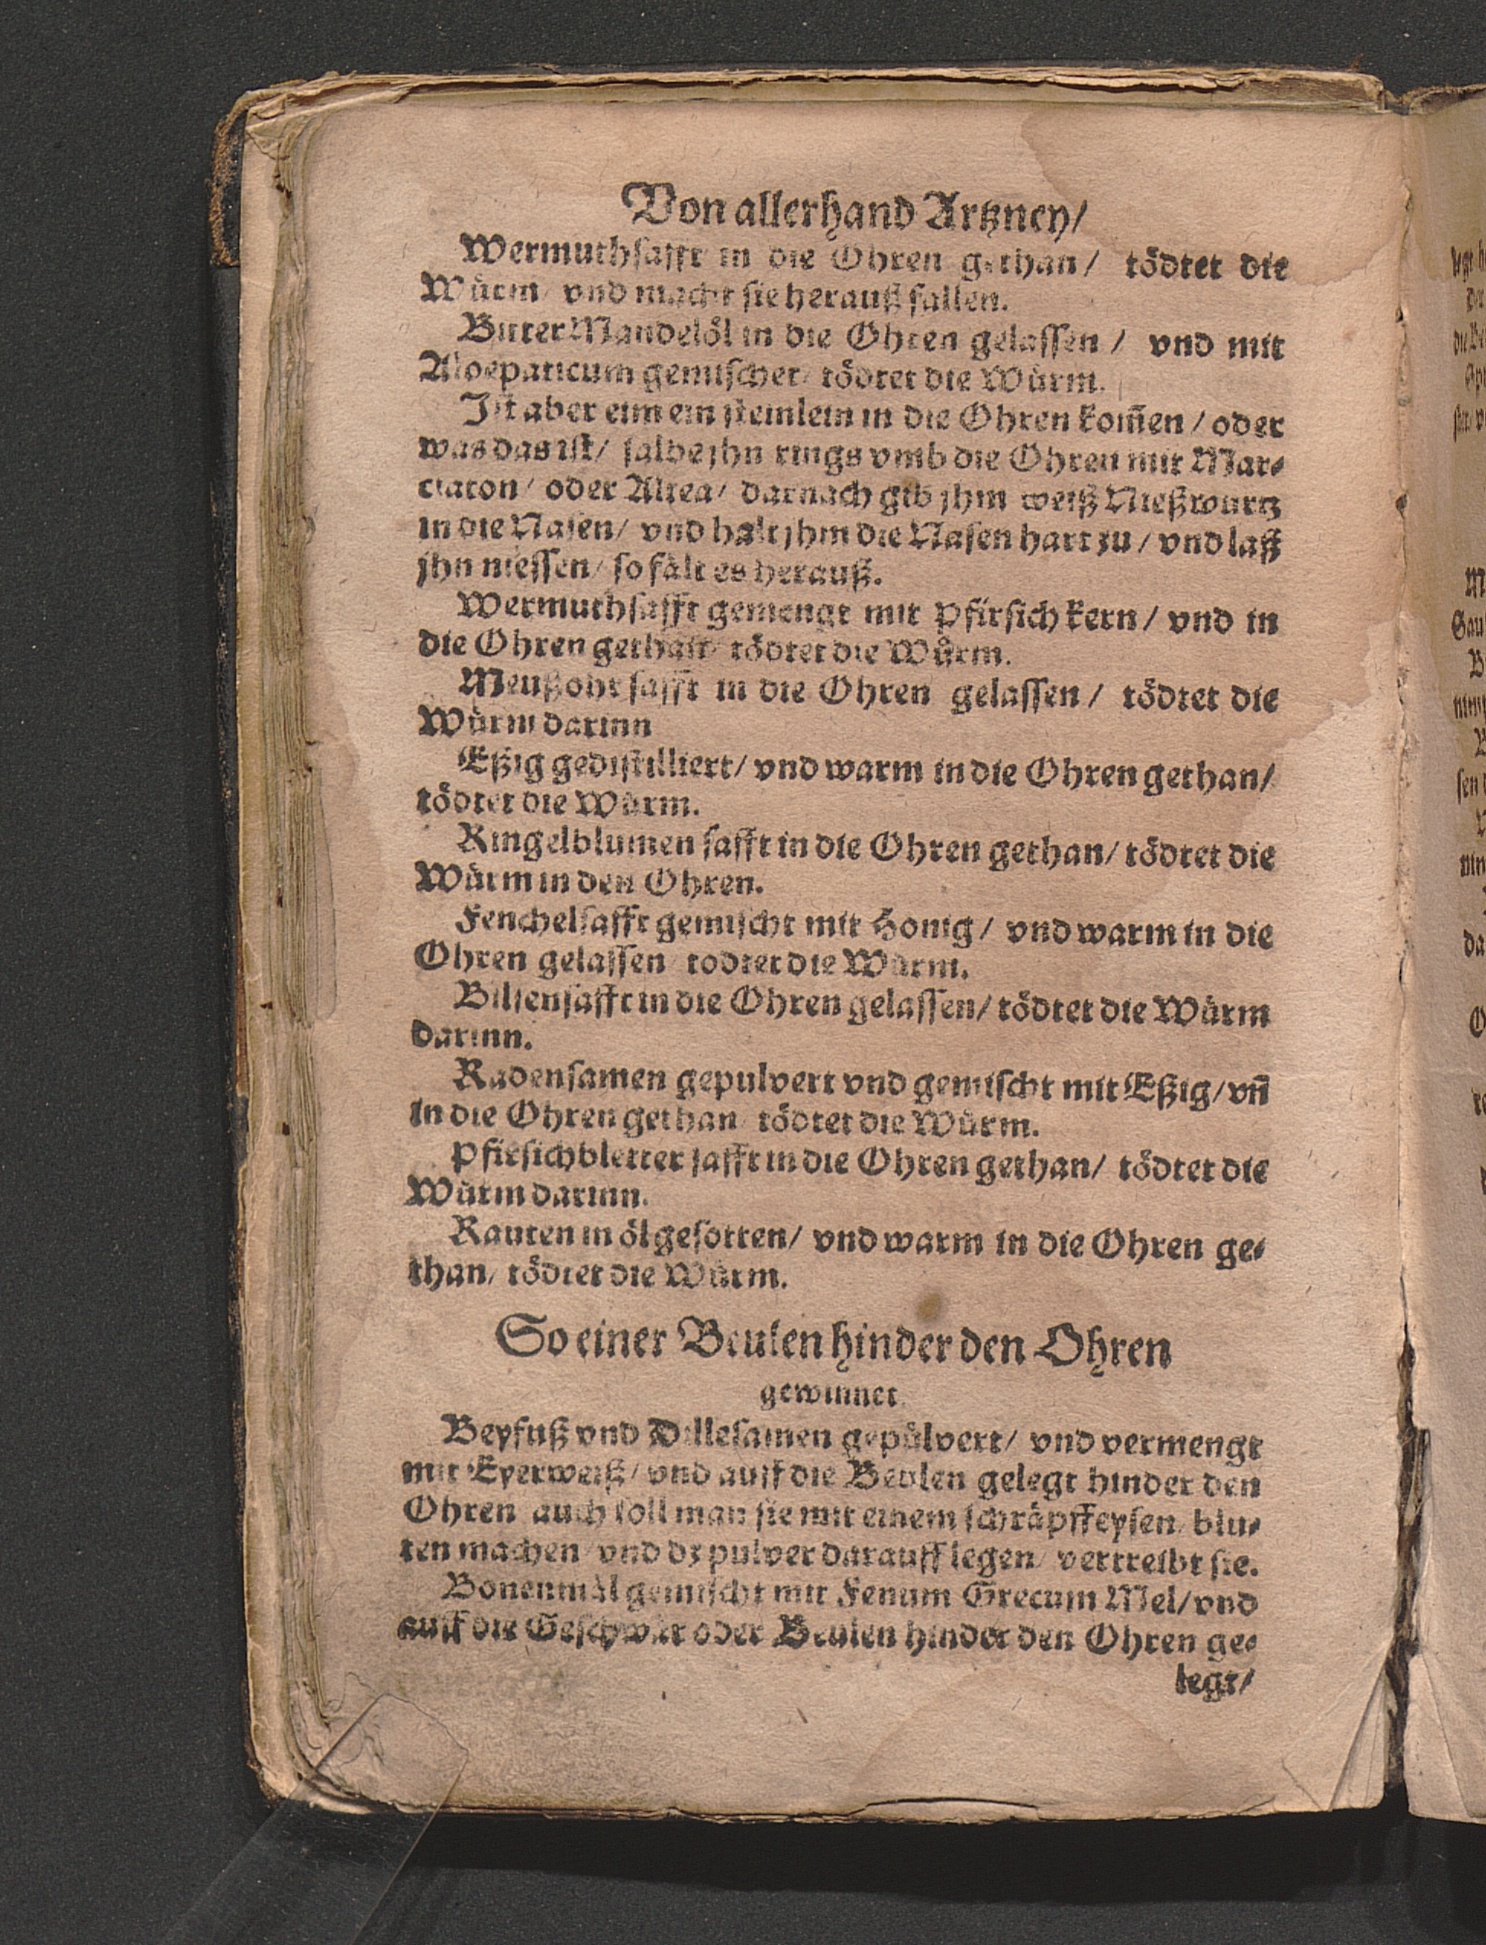 Von allerhand Artzney/
Wermuthsafft in die Ohren gethan/ tödtet die
Würm/ vnd macht sie herauß fallen.
Bitter Mandelöl in die Ohren gelassen/ vnd mit
Aloepaticum gemischet/ tödtet die Würm.
Ist aber eim ein steinlein in die Ohren kom̃en/ oder
was das ist/ salbe jhn rings vmb die Ohren mit Mar⸗
ciaton/ oder Altea/ darnach gib jhm weiß Nießwurtz
in die Nasen/ vnd halt jhm die Nasen hart zu/ vnd laß
jhn niessen/ so fält es herauß.
Wermuthsafft gemengt mit Pfirsich kern/ vnd in
die Ohren gethan/ tödtet die Würm.
Meußohr safft in die Ohren gelassen/ tödtet die
Würm darinn
Eßig gedistilliert/ vnd warm in die Ohren gethan/
tödtet die Würm.
Ringelblumen safft in die Ohren gethan/ tödtet die
Würm in den Ohren.
Fenchelsafft gemischt mit Honig/ vnd warm in die
Ohren gelassen/ tödtet die Würm.
Bilsensafft in die Ohren gelassen/ tödtet die Würm
darinn.
Radensamen gepulvert vnd gemischt mit Eßig/ vñ
in die Ohren gethan/ tödtet die Würm.
Pfirsichbletter safft in die Ohren gethan/ tödtet die
Würm darinn.
Rauten in öl gesotten/ vnd warm in die Ohren ge⸗
than/ tödtet die Würm.
So einer Beulen hinder den Ohren
gewinnet.
Beyfuß vnd Dillesamen gepülvert/ vnd vermengt
mit Eyerweiß/ vnd auff die Bevlen gelegt hinder den
Ohren/ auch soll man sie mit einem schräpffeysen blu⸗
ten machen/ vnd dz pulver darauff legen/ vertreibt sie.
Bonenmäl gemischt mit Fenum Grecum Mel/ vnd
auff die Geschwär oder Beulen hinder den Ohren ge⸗
legt/